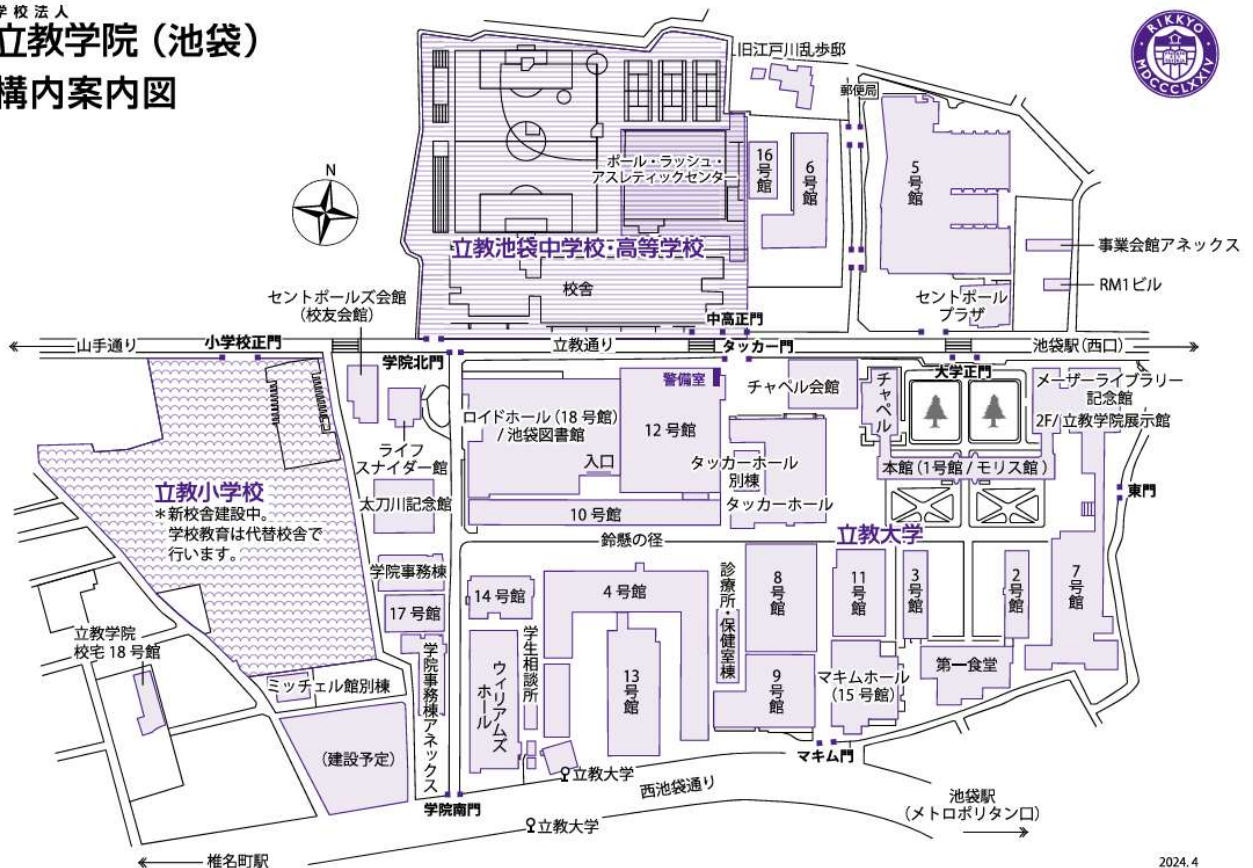 学校法人
立教学院（池袋）
構内案内図
RIKKYO
MDCCCLXXIV
旧江戸川乱歩邸
郵便局
ポール・ラッシュ・
アスレティックセンター
16号館
6号館
5号館
N
立教池袋中学校・高等学校
校舎
事業会館アネックス
RM1ビル
セントポール
プラザ
セントポールズ会館
（校友会館）
中高正門
山手通り
小学校正門
学院北門
立教通り
タッカー門
大学正門
池袋駅（西口）
警備室
チャペル会館
チャペル
メーザーライブラリー
記念館
2F/ 立教学院展示館
ロイドホール（18 号館）
/ 池袋図書館
12 号館
入口
ライフ
スナイダー館
タッカーホール
別棟
本館（1号館 / モリス館）
立教小学校
＊新校舎建設中。
学校教育は代替校舎で
行います。
太刀川記念館
10 号館
タッカーホール
東門
鈴懸の径
立教大学
学院事務棟
14 号館
4 号館
診療所・保健室棟
8号館
11号館
3号館
2号館
7号館
17 号館
立教学院
校宅 18 号館
学院事務棟アネックス
ウィリアムズ
ホール
学生相談所
13号館
9号館
マキムホール
（15 号館）
第一食堂
ミッチェル館別棟
（建設予定）
マキム門
立教大学
西池袋通り
学院南門
立教大学
池袋駅
（メトロポリタン口）
椎名町駅
2024. 4